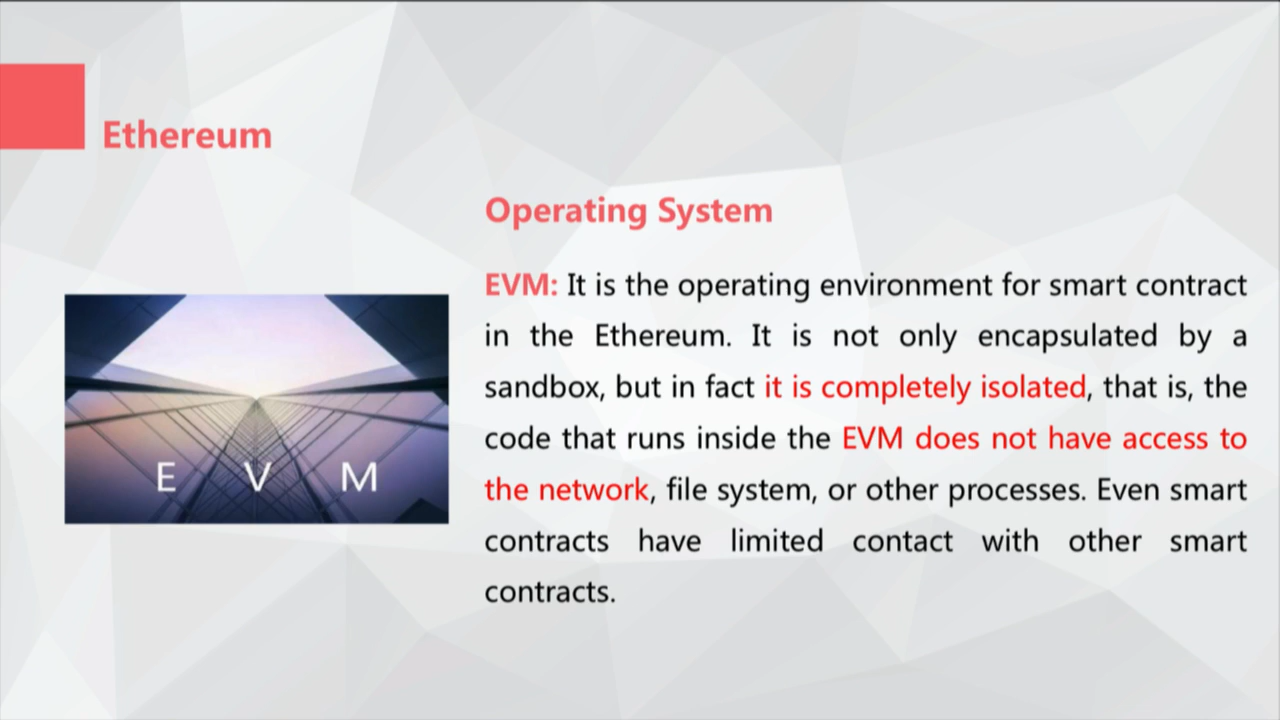 Ethereum
Operating System
EVM: It is the operating environment for smart contract
in the Ethereum. It is not only encapsulated by a
sandbox, but in fact it is completely isolated, that is, the
code that runs inside the EVM does not have access to
the network, file system, or other processes. Even smart
contracts have limited contact with other smart
contracts.
E V M